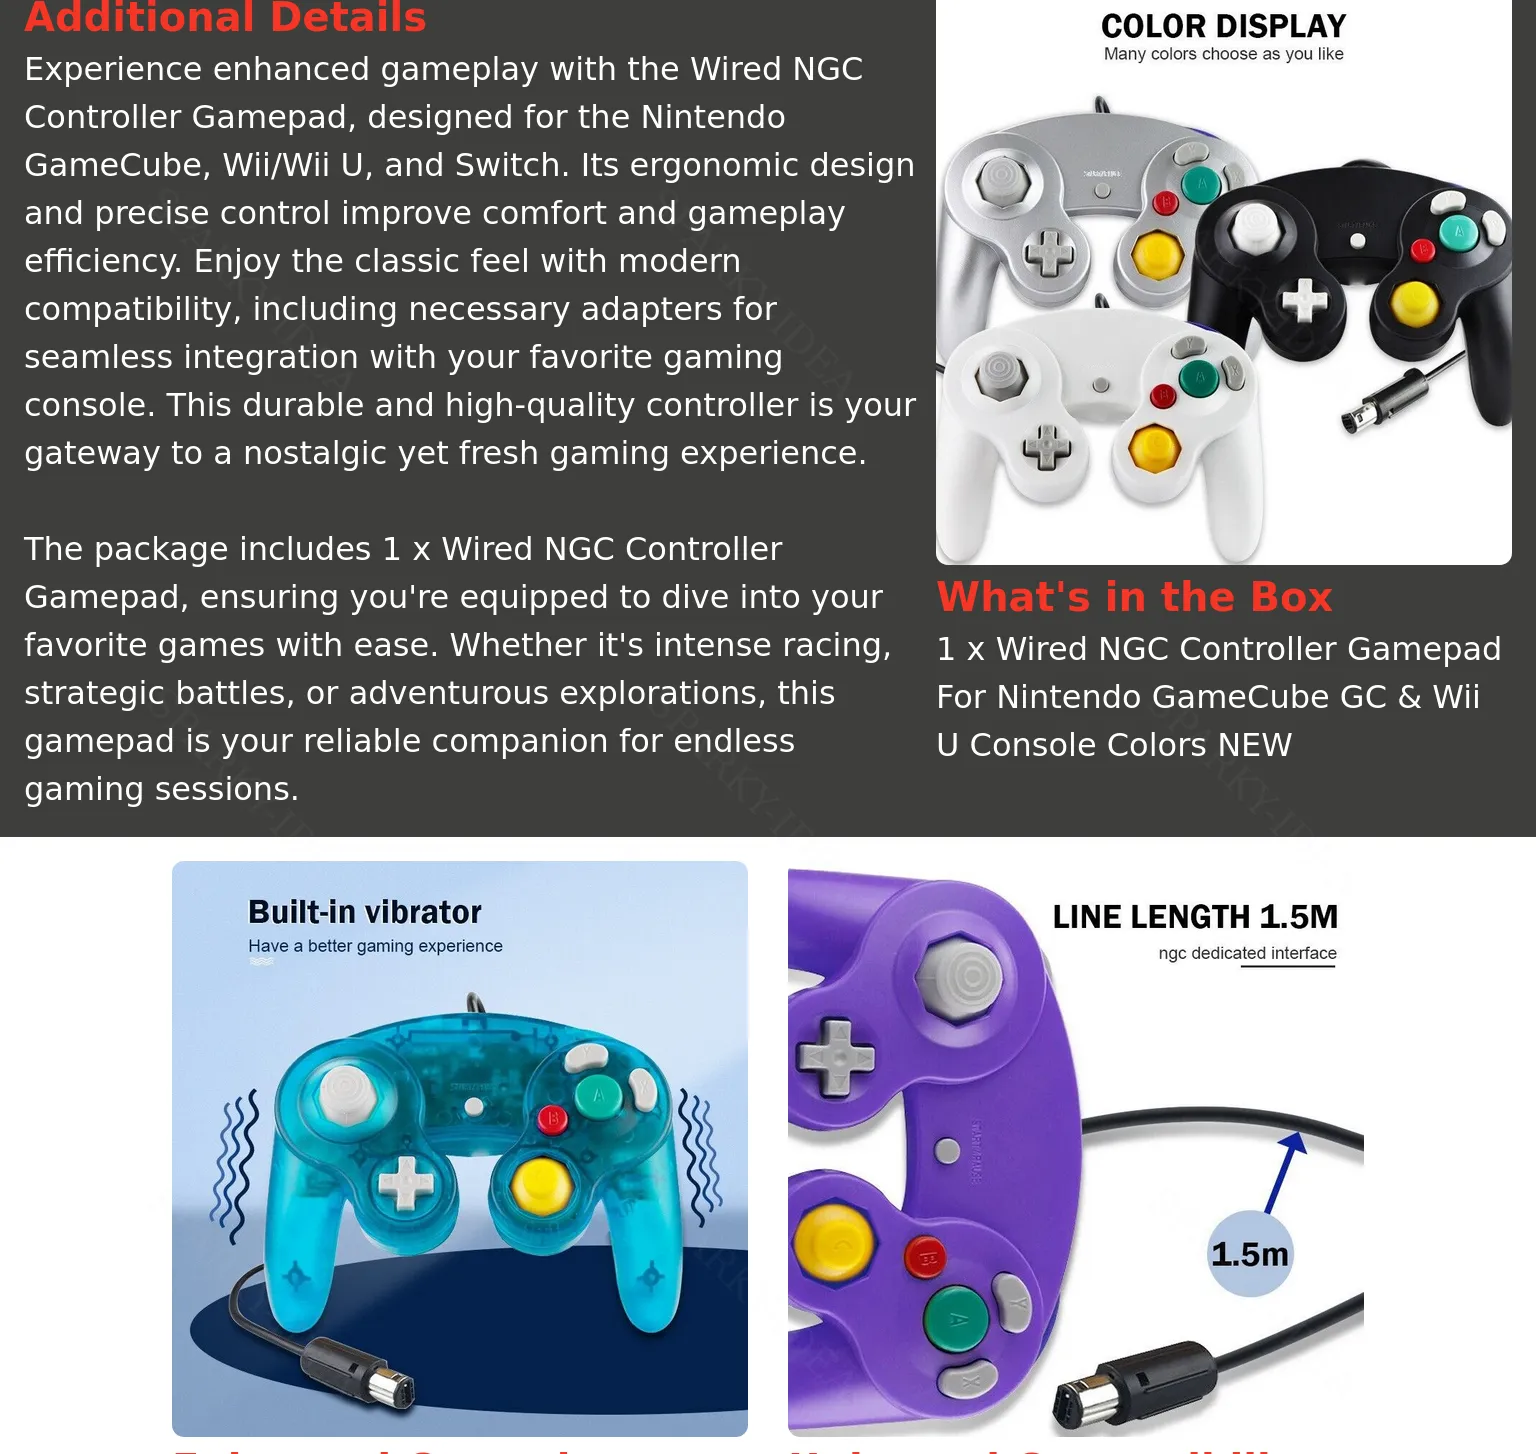 Additional Details
Experience enhanced gameplay with the Wired NGC
Controller Gamepad, designed for the Nintendo
GameCube, Wii/Wii U, and Switch. Its ergonomic design
and precise control improve comfort and gameplay
efficiency. Enjoy the classic feel with modern
compatibility, including necessary adapters for
seamless integration with your favorite gaming
console. This durable and high-quality controller is your
gateway to a nostalgic yet fresh gaming experience.
The package includes 1 x Wired NGC Controller
Gamepad, ensuring you're equipped to dive into your
favorite games with ease. Whether it's intense racing,
strategic battles, or adventurous explorations, this
gamepad is your reliable companion for endless
gaming sessions.
COLOR DISPLAY
Many colors choose as you like
What's in the Box
1 x Wired NGC Controller Gamepad
For Nintendo GameCube GC & Wii
U Console Colors NEW
Built-in vibrator
Have a better gaming experience
LINE LENGTH 1.5M
ngc dedicated interface
1.5m